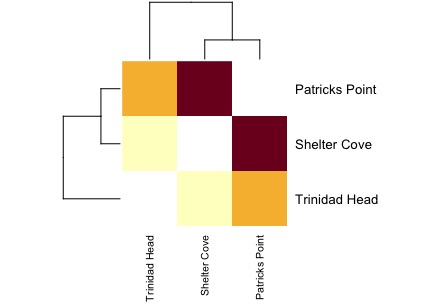 Patricks Point
Shelter Cove
Trinidad Head
Trinidad Head
Shelter Cove
Patricks Point